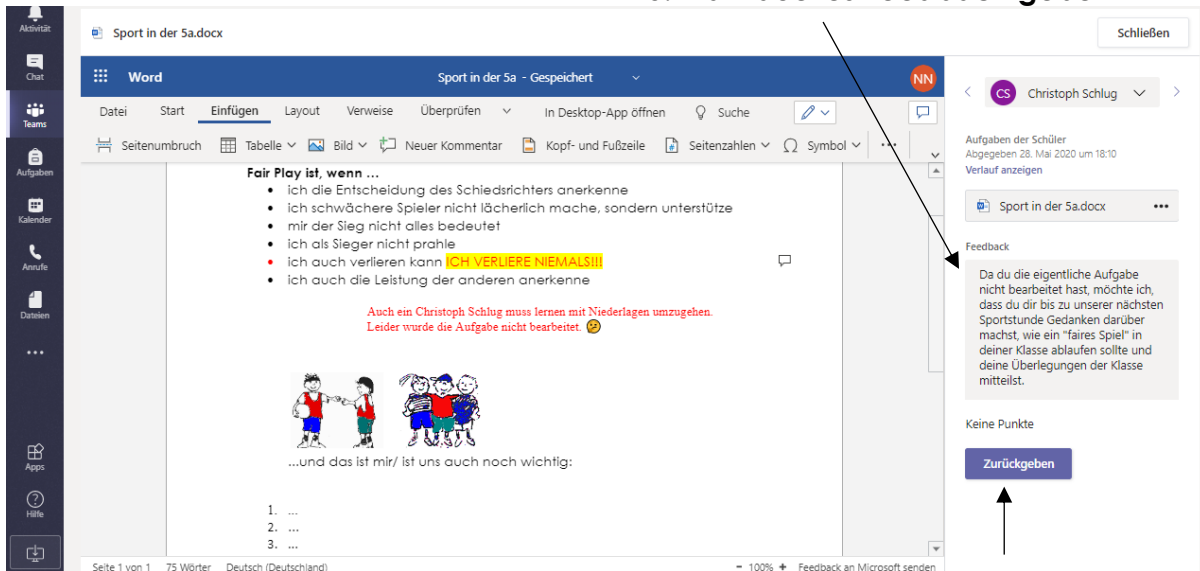 Aktivität
Chat
Teams
Aufgaben
Kalender
Anrufe
Dateien
Apps
Hilfe
Sport in der 5a.docx
Schließen
Word
Sport in der 5a - Gespeichert
NN
Datei Start Einfügen Layout Verweise Überprüfen In Desktop-App öffnen Suche
Seitenumbruch Tabelle Bild Neuer Kommentar Kopf- und Fußzeile Seitenzahlen Symbol
Fair Play ist, wenn ...
• ich die Entscheidung des Schiedsrichters anerkenne
• ich schwächere Spieler nicht lächerlich mache, sondern unterstütze
• mir der Sieg nicht alles bedeutet
• ich als Sieger nicht prahle
• ich auch verlieren kann ICH VERLIERE NIEMALS!!!
• ich auch die Leistung der anderen anerkenne
Auch ein Christoph Schlug muss lernen mit Niederlagen umzugehen.
Leider wurde die Aufgabe nicht bearbeitet. 🤔
...und das ist mir/ ist uns auch noch wichtig:
1. ...
2. ...
3. ...
Seite 1 von 1 75 Wörter Deutsch (Deutschland)
- 100% + Feedback an Microsoft senden
CS Christoph Schlug
Aufgaben der Schüler
Abgegeben 28. Mai 2020 um 18:10
Verlauf anzeigen
Sport in der 5a.docx
Feedback
Da du die eigentliche Aufgabe
nicht bearbeitet hast, möchte ich,
dass du dir bis zu unserer nächsten
Sportstunde Gedanken darüber
machst, wie ein "faires Spiel" in
deiner Klasse ablaufen sollte und
deine Überlegungen der Klasse
mitteilst.
Keine Punkte
Zurückgeben